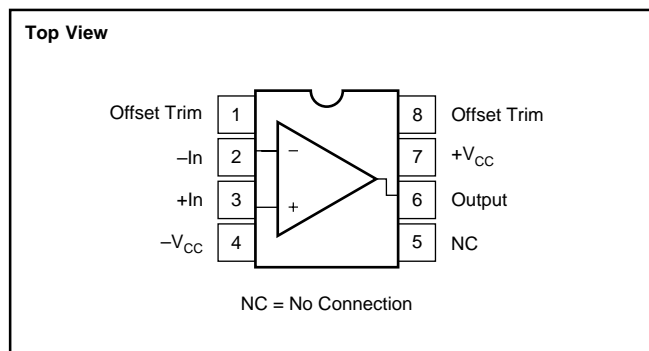 Top View
Offset Trim 1 8 Offset Trim
–In 2 – 7 +VCC
+In 3 + 6 Output
–VCC 4 5 NC
NC = No Connection